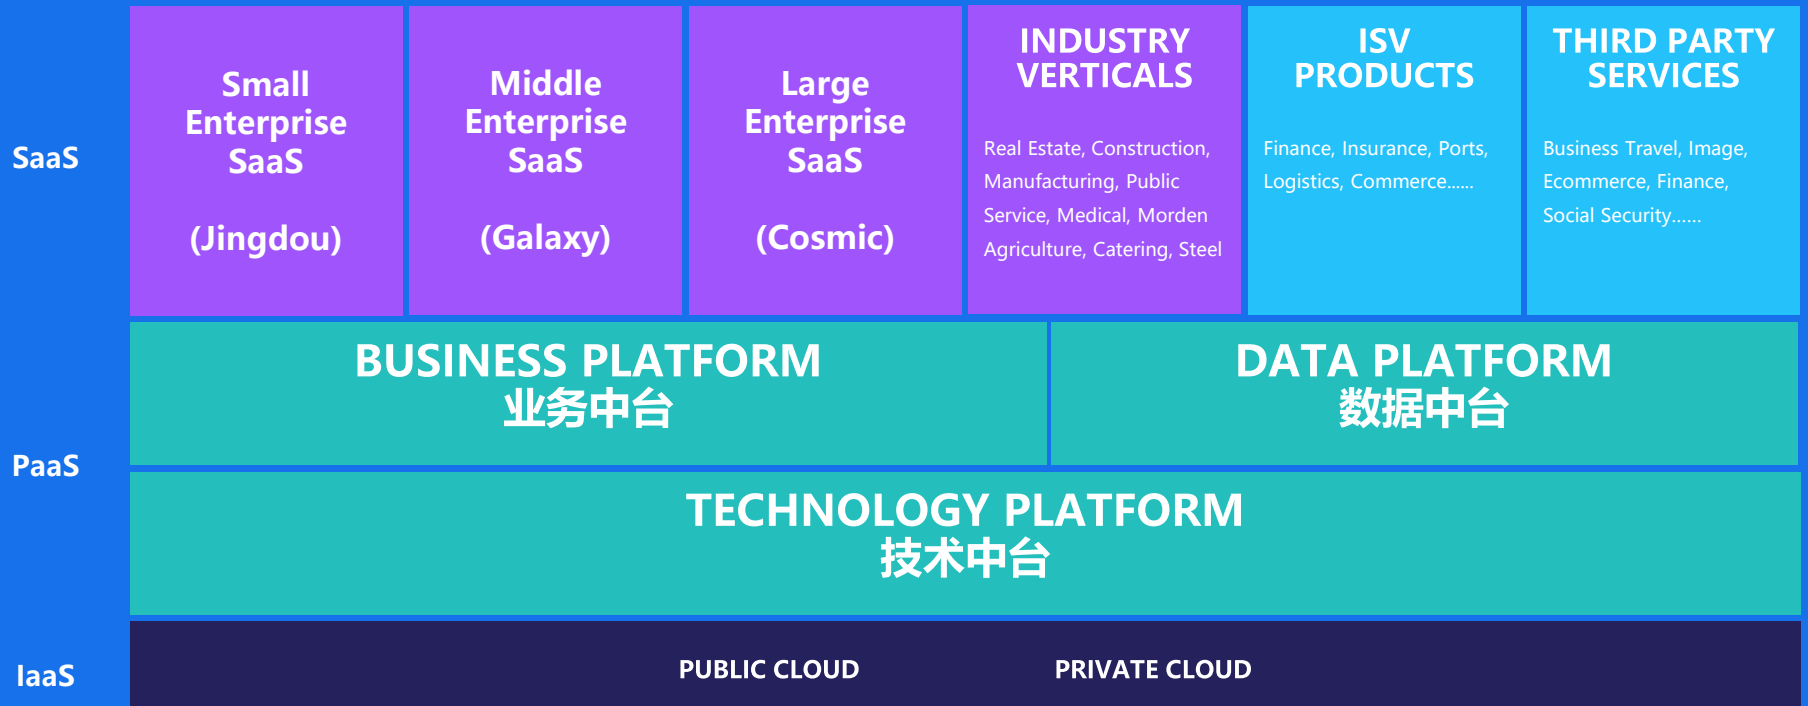 SaaS
Small
Enterprise
SaaS
(Jingdou)
Middle
Enterprise
SaaS
(Galaxy)
Large
Enterprise
SaaS
(Cosmic)
INDUSTRY
VERTICALS
Real Estate, Construction,
Manufacturing, Public
Service, Medical, Morden
Agriculture, Catering, Steel
ISV
PRODUCTS
Finance, Insurance, Ports,
Logistics, Commerce......
THIRD PARTY
SERVICES
Business Travel, Image,
Ecommerce, Finance,
Social Security......
PaaS
BUSINESS PLATFORM
业务中台
DATA PLATFORM
数据中台
TECHNOLOGY PLATFORM
技术中台
IaaS
PUBLIC CLOUD
PRIVATE CLOUD